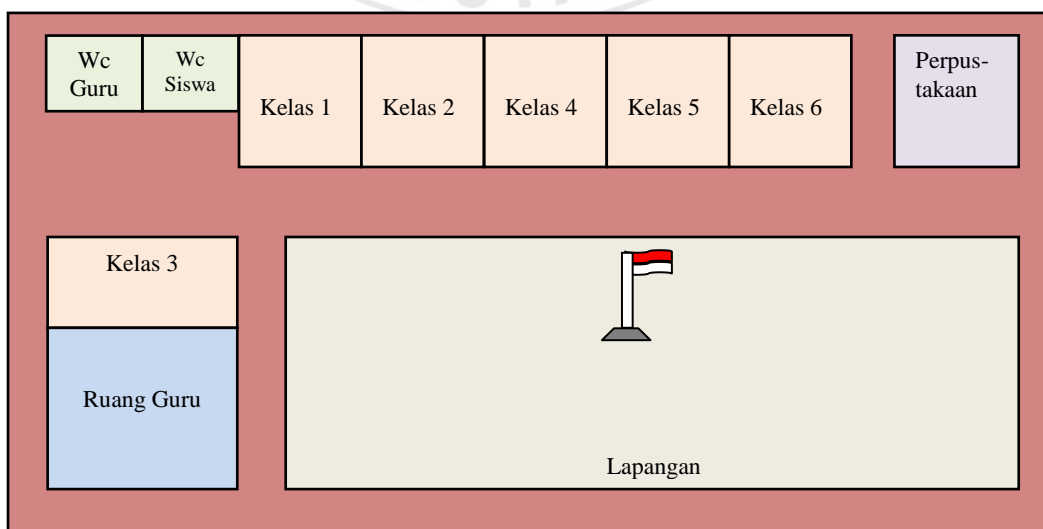 Wc
Guru
Wc
Siswa
Kelas 1
Kelas 2
Kelas 4
Kelas 5
Kelas 6
Perpus-
takaan
Kelas 3
Ruang Guru
Lapangan